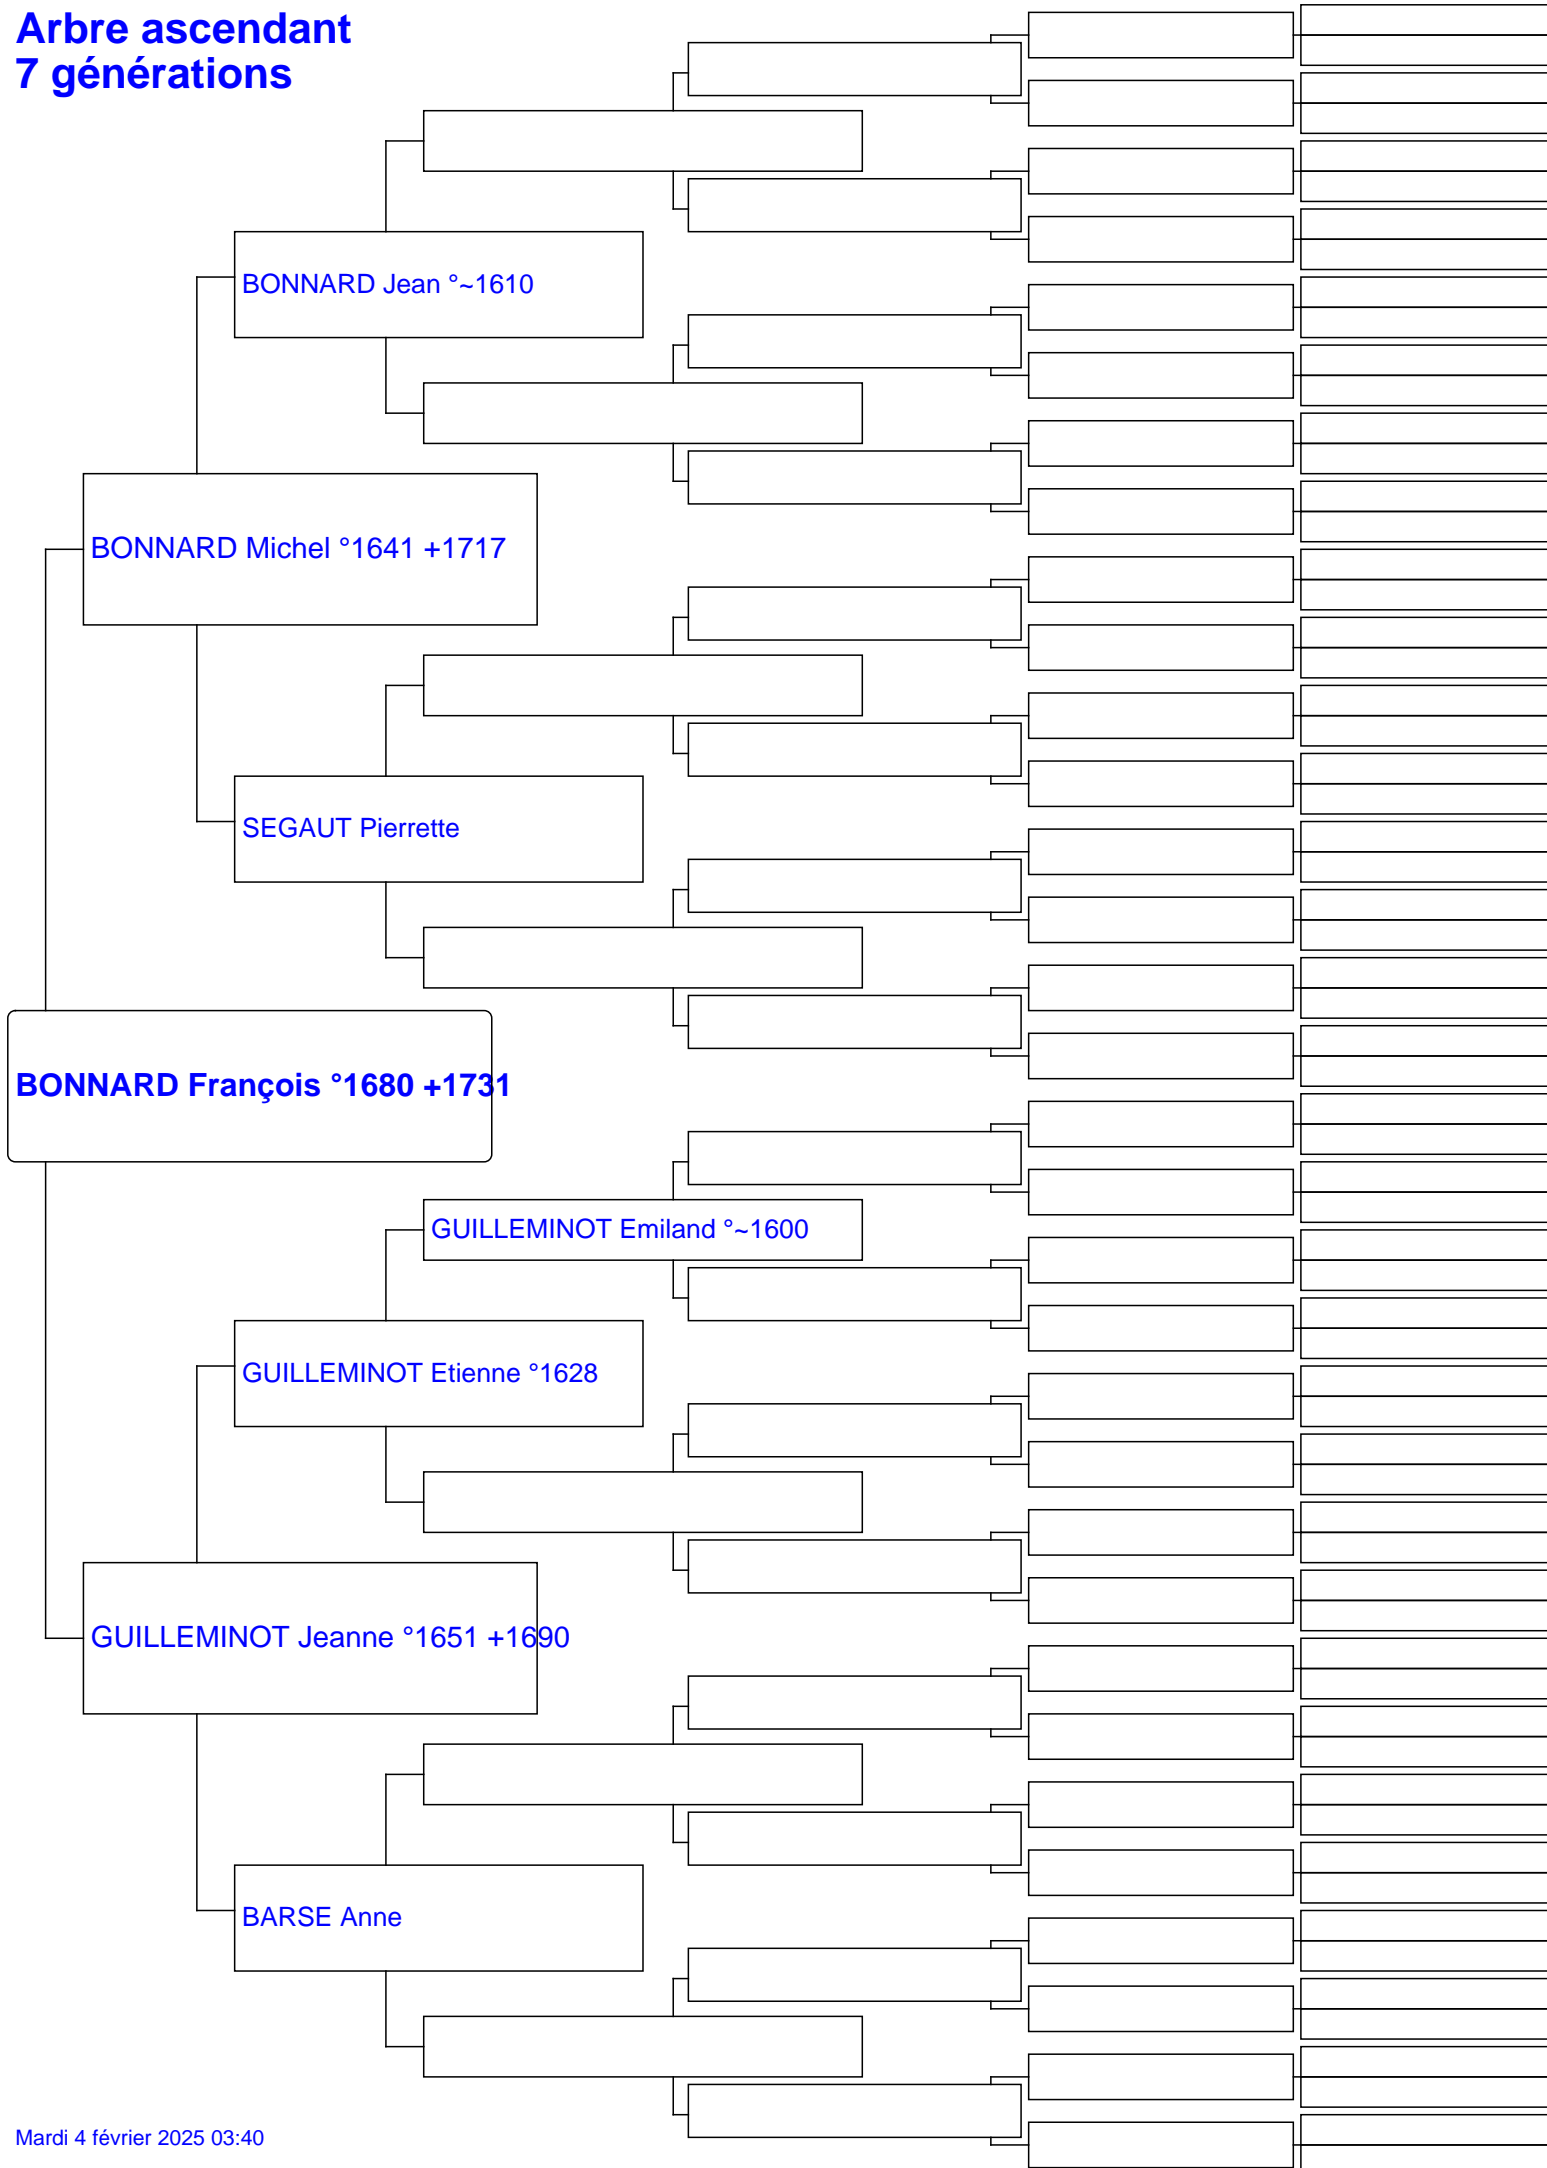 Arbre ascendant
7 générations
BONNARD Jean °~1610
BONNARD Michel °1641 +1717
SEGAUT Pierrette
BONNARD François °1680 +1731
GUILLEMINOT Emiland °~1600
GUILLEMINOT Etienne °1628
GUILLEMINOT Jeanne °1651 +1690
BARSE Anne
Mardi 4 février 2025 03:40